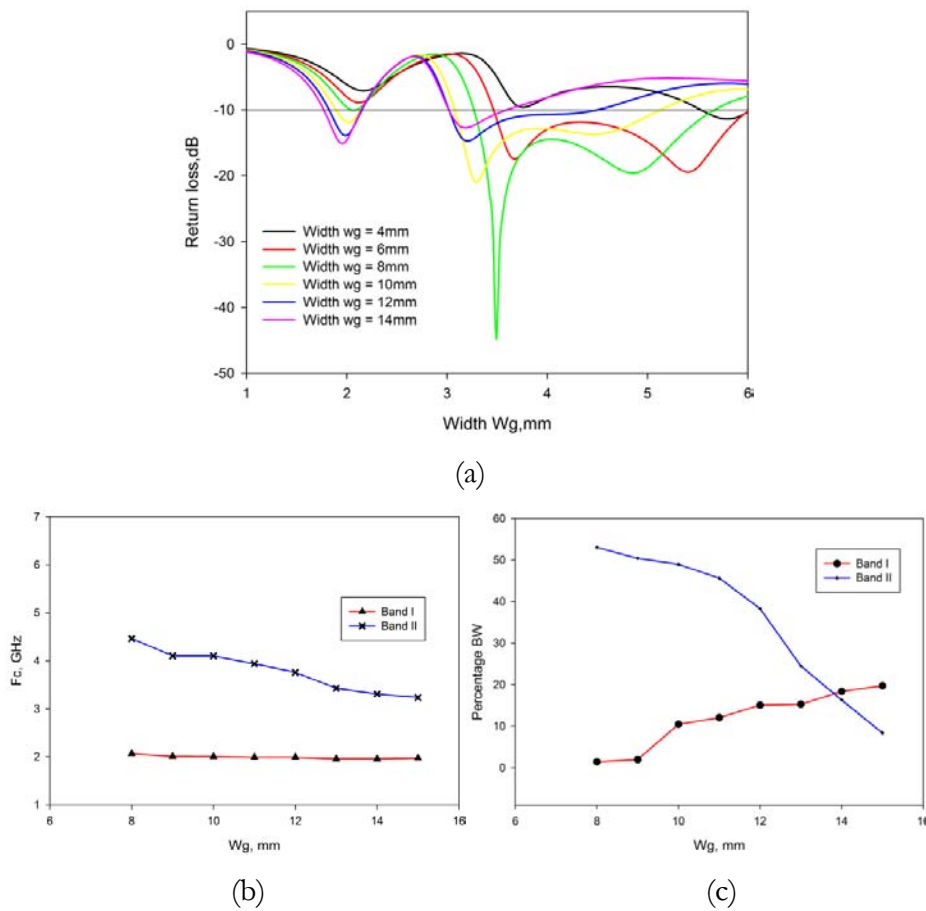 0
-10
-20
-30
-40
-50
Return loss,dB
Width wg = 4mm
Width wg = 6mm
Width wg = 8mm
Width wg = 10mm
Width wg = 12mm
Width wg = 14mm
1 2 3 4 5 6
Width Wg,mm
(a)
7
6
5
4
3
2
1
Fc, GHz
Band I
Band II
6 8 10 12 14 16
Wg, mm
(b)
60
50
40
30
20
10
0
Percentage BW
Band I
Band II
6 8 10 12 14 16
Wg, mm
(c)